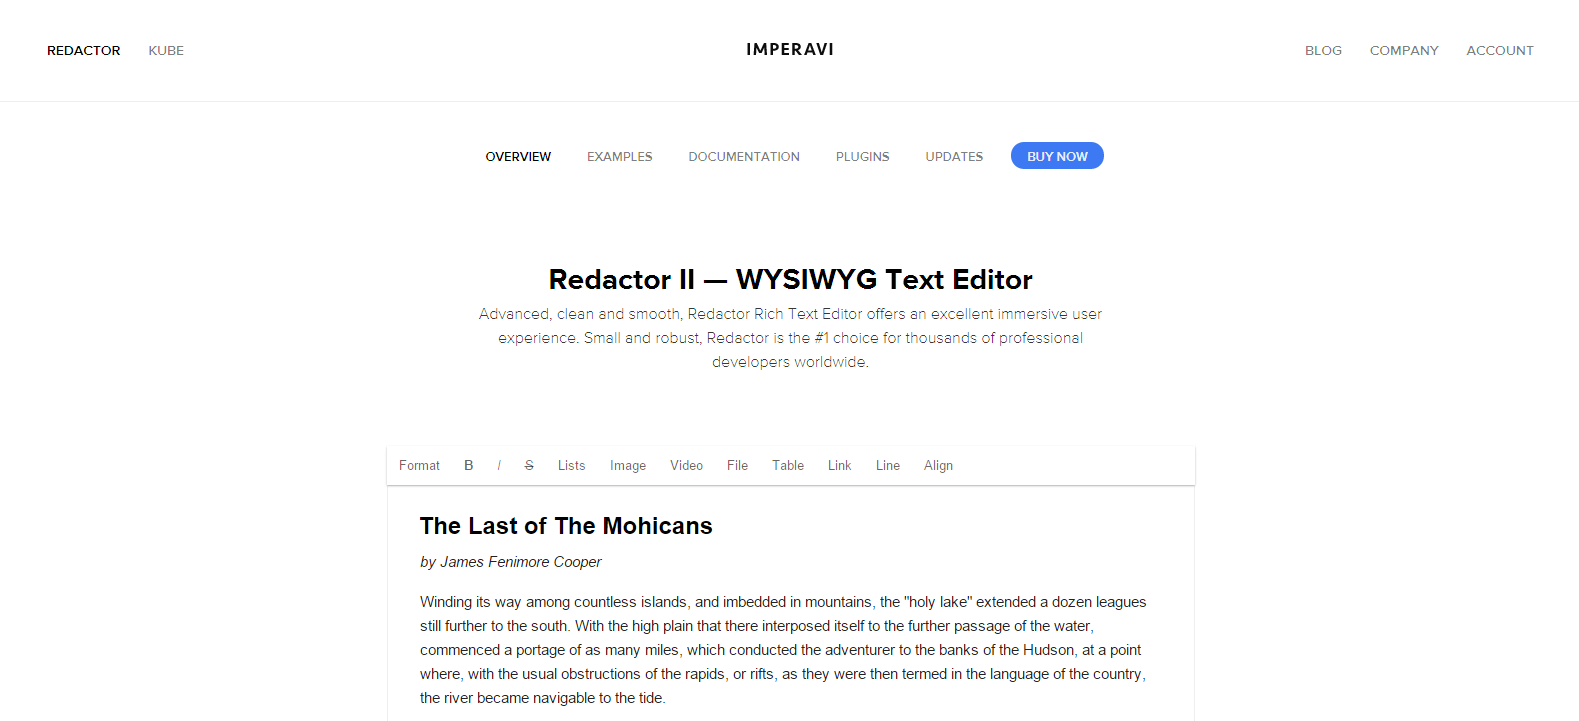 REDACTOR KUBE IMPERAVI BLOG COMPANY ACCOUNT
OVERVIEW EXAMPLES DOCUMENTATION PLUGINS UPDATES BUY NOW
Redactor II — WYSIWYG Text Editor
Advanced, clean and smooth, Redactor Rich Text Editor offers an excellent immersive user
experience. Small and robust, Redactor is the #1 choice for thousands of professional
developers worldwide.
Format B I S Lists Image Video File Table Link Line Align
The Last of The Mohicans
by James Fenimore Cooper
Winding its way among countless islands, and imbedded in mountains, the "holy lake" extended a dozen leagues
still further to the south. With the high plain that there interposed itself to the further passage of the water,
commenced a portage of as many miles, which conducted the adventurer to the banks of the Hudson, at a point
where, with the usual obstructions of the rapids, or rifts, as they were then termed in the language of the country,
the river became navigable to the tide.